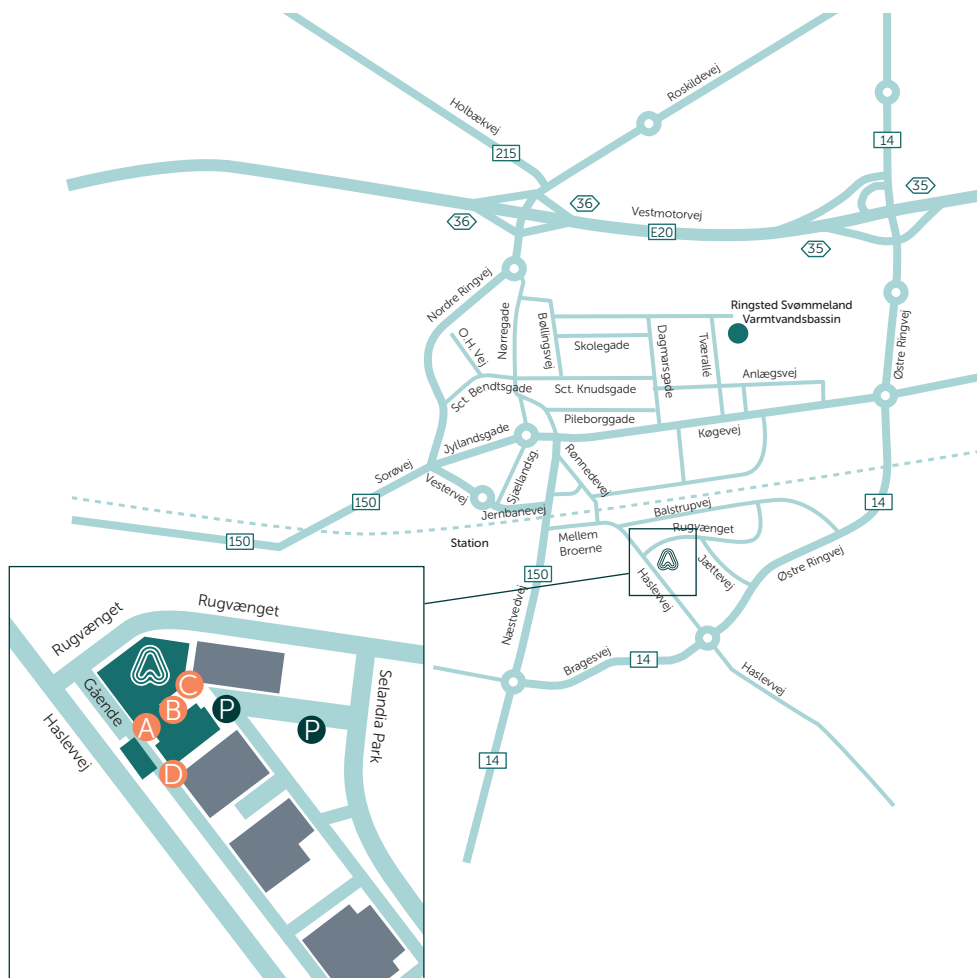 Holbækvej
Roskildevej
215
14
35
36
36
Vestmotorvej
E20
35
Nordre Ringvej
Ringsted Svømmeland
Varmtvandsbassin
O.H. Vej
Nørregade
Bøllingsvej
Skolegade
Dagmarsgade
Tværallé
Østre Ringvej
Anlægsvej
Sct. Bendtsgade
Sct. Knudsgade
Pileborggade
Køgevej
Jyllandsgade
Sorøvej
Vestervej
Sjællandsg.
Rønnedevej
150
150
Jernbanevej
Balstrupvej
14
Station
Mellem
Broerne
Rugvænget
Jættevej
Østre Ringvej
Haslevvej
150
Næstvedvej
Bragesvej
14
Haslevvej
14
Rugvænget
Rugvænget
Gående
Haslevvej
Selandia Park
C
B
A
D
P
P